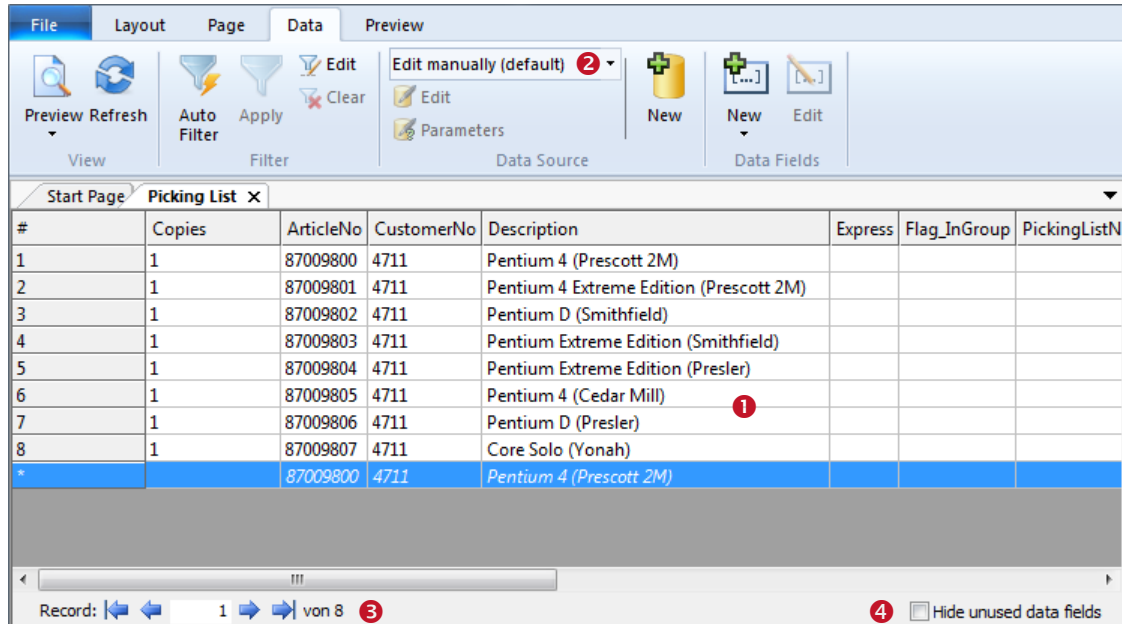 File Layout Page Data Preview
Edit Edit manually (default) 2
Clear Edit
Preview Refresh Auto Filter Apply Parameters New New Edit
View Filter Data Source Data Fields
Start Page Picking List X
# Copies ArticleNo CustomerNo Description Express Flag_InGroup PickingListN
1 1 87009800 4711 Pentium 4 (Prescott 2M)
2 1 87009801 4711 Pentium 4 Extreme Edition (Prescott 2M)
3 1 87009802 4711 Pentium D (Smithfield)
4 1 87009803 4711 Pentium Extreme Edition (Smithfield)
5 1 87009804 4711 Pentium Extreme Edition (Presler)
6 1 87009805 4711 Pentium 4 (Cedar Mill) 1
7 1 87009806 4711 Pentium D (Presler)
8 1 87009807 4711 Core Solo (Yonah)
* 87009800 4711 Pentium 4 (Prescott 2M)
Record: 1 von 8 3 4 Hide unused data fields